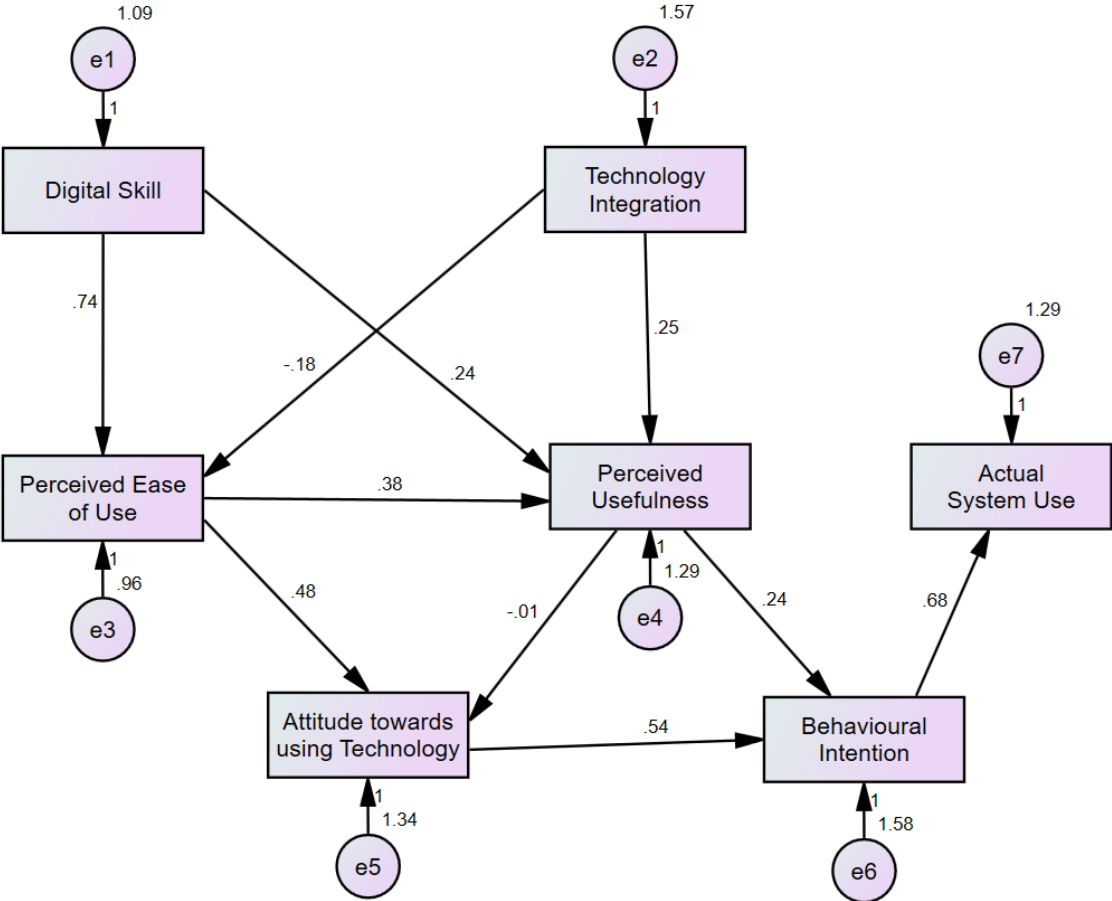 1.09
1.57
e1
e2
1
1
Digital Skill
Technology
Integration
.74
-.18
.24
.25
1.29
e7
1
Perceived Ease
of Use
.38
Perceived
Usefulness
Actual
System Use
1
.96
e3
.48
-.01
1
1.29
e4
.24
.68
Attitude towards
using Technology
.54
Behavioural
Intention
1
1.34
e5
1
1.58
e6